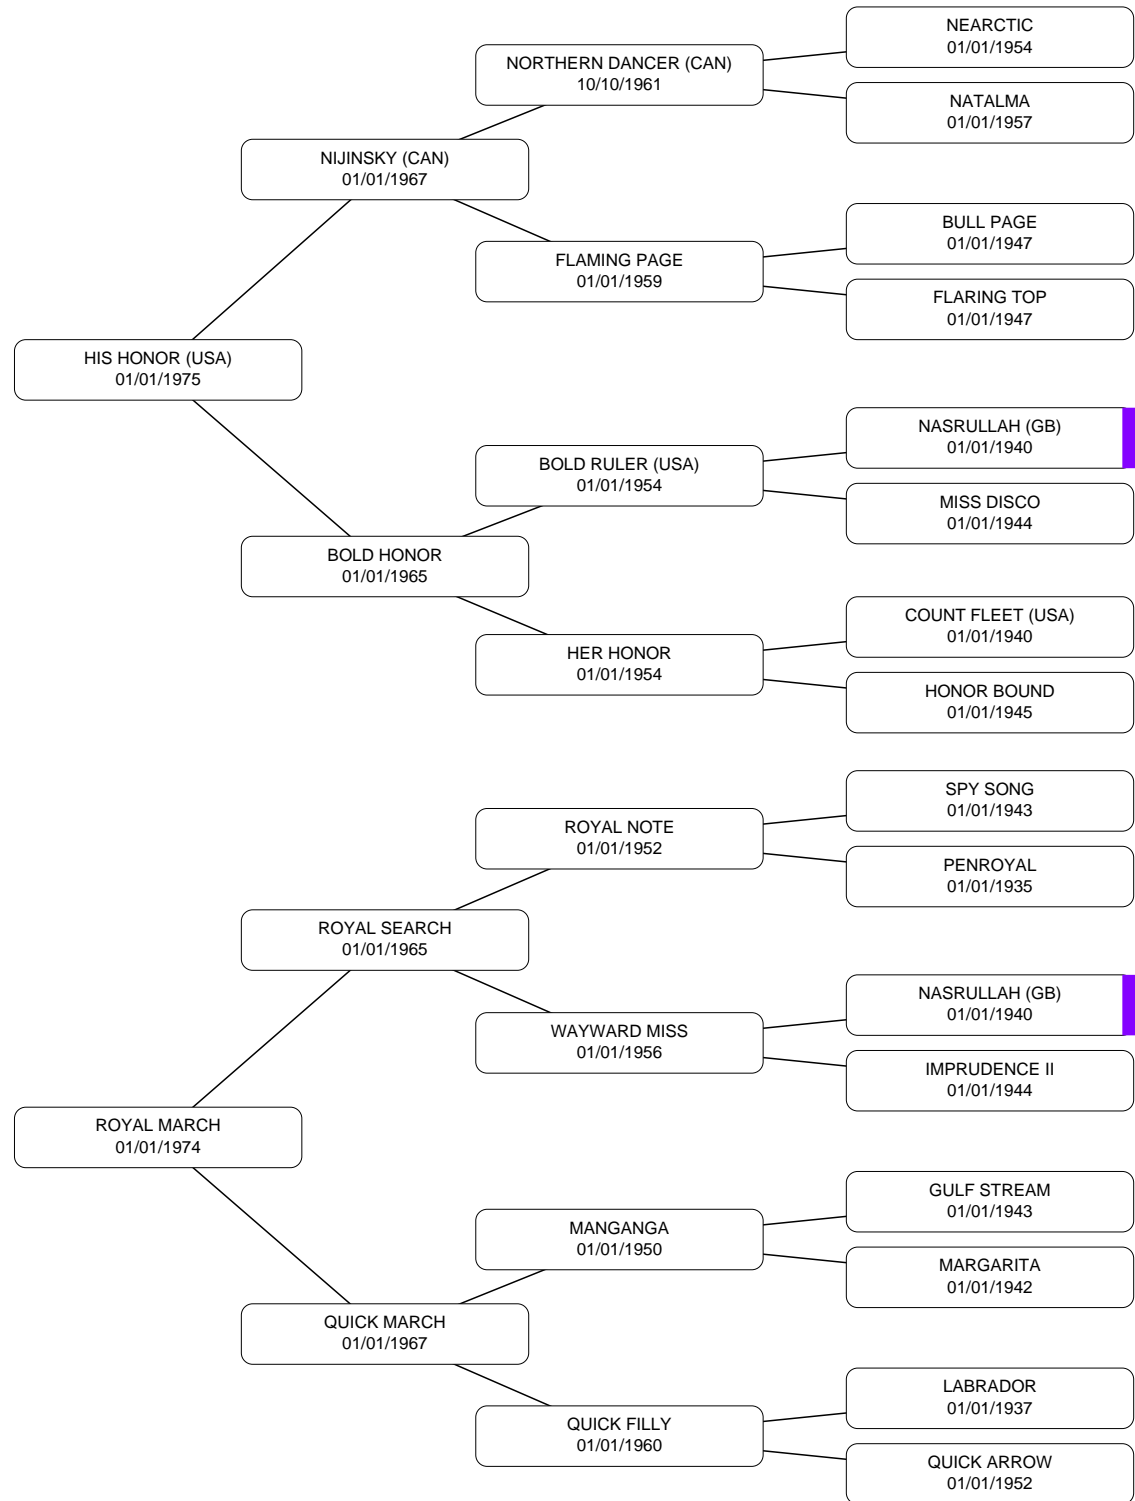 NEARCTIC
01/01/1954
NORTHERN DANCER (CAN)
10/10/1961
NATALMA
01/01/1957
NIJINSKY (CAN)
01/01/1967
BULL PAGE
01/01/1947
FLAMING PAGE
01/01/1959
FLARING TOP
01/01/1947
HIS HONOR (USA)
01/01/1975
NASRULLAH (GB)
01/01/1940
BOLD RULER (USA)
01/01/1954
MISS DISCO
01/01/1944
BOLD HONOR
01/01/1965
COUNT FLEET (USA)
01/01/1940
HER HONOR
01/01/1954
HONOR BOUND
01/01/1945
SPY SONG
01/01/1943
ROYAL NOTE
01/01/1952
PENROYAL
01/01/1935
ROYAL SEARCH
01/01/1965
NASRULLAH (GB)
01/01/1940
WAYWARD MISS
01/01/1956
IMPRUDENCE II
01/01/1944
ROYAL MARCH
01/01/1974
GULF STREAM
01/01/1943
MANGANGA
01/01/1950
MARGARITA
01/01/1942
QUICK MARCH
01/01/1967
LABRADOR
01/01/1937
QUICK FILLY
01/01/1960
QUICK ARROW
01/01/1952